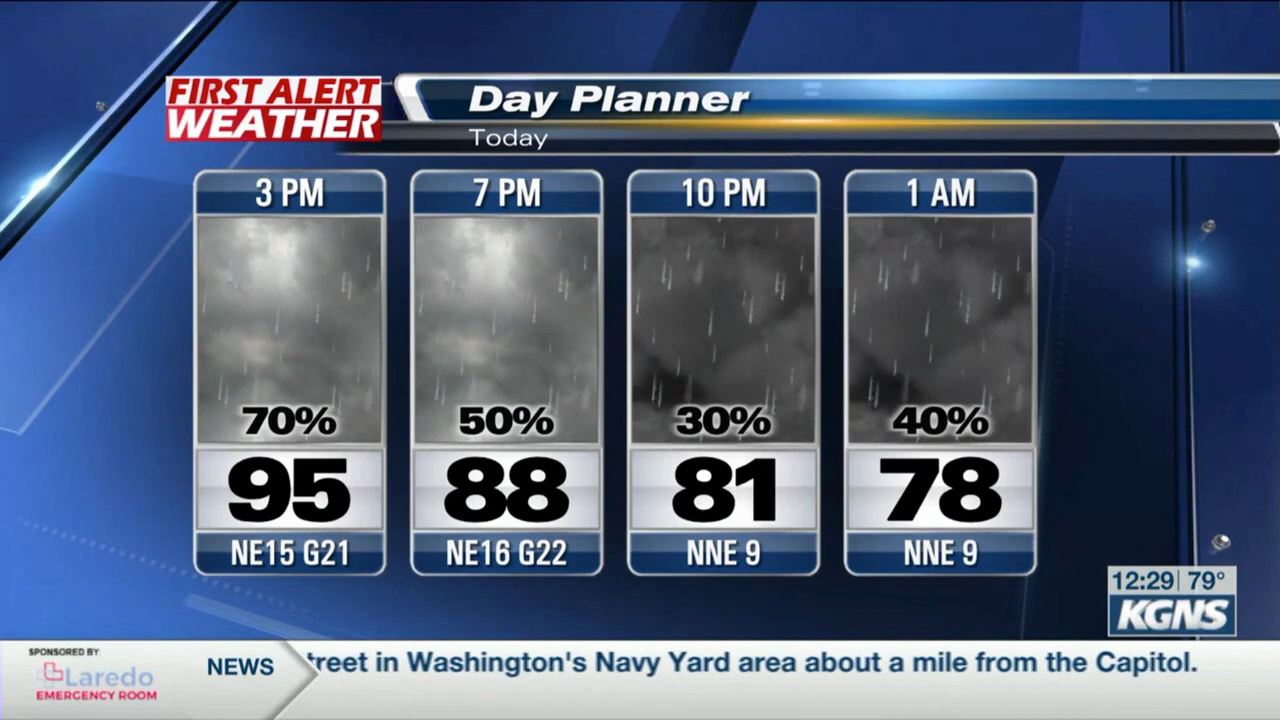 FIRST ALERT
WEATHER
Day Planner
Today
3 PM
70%
95
NE15 G21
7 PM
50%
88
NE16 G22
10 PM
30%
81
NNE 9
1 AM
40%
78
NNE 9
12:29 79°
KGNS
SPONSORED BY:
Laredo
EMERGENCY ROOM
NEWS
treet in Washington's Navy Yard area about a mile from the Capitol.